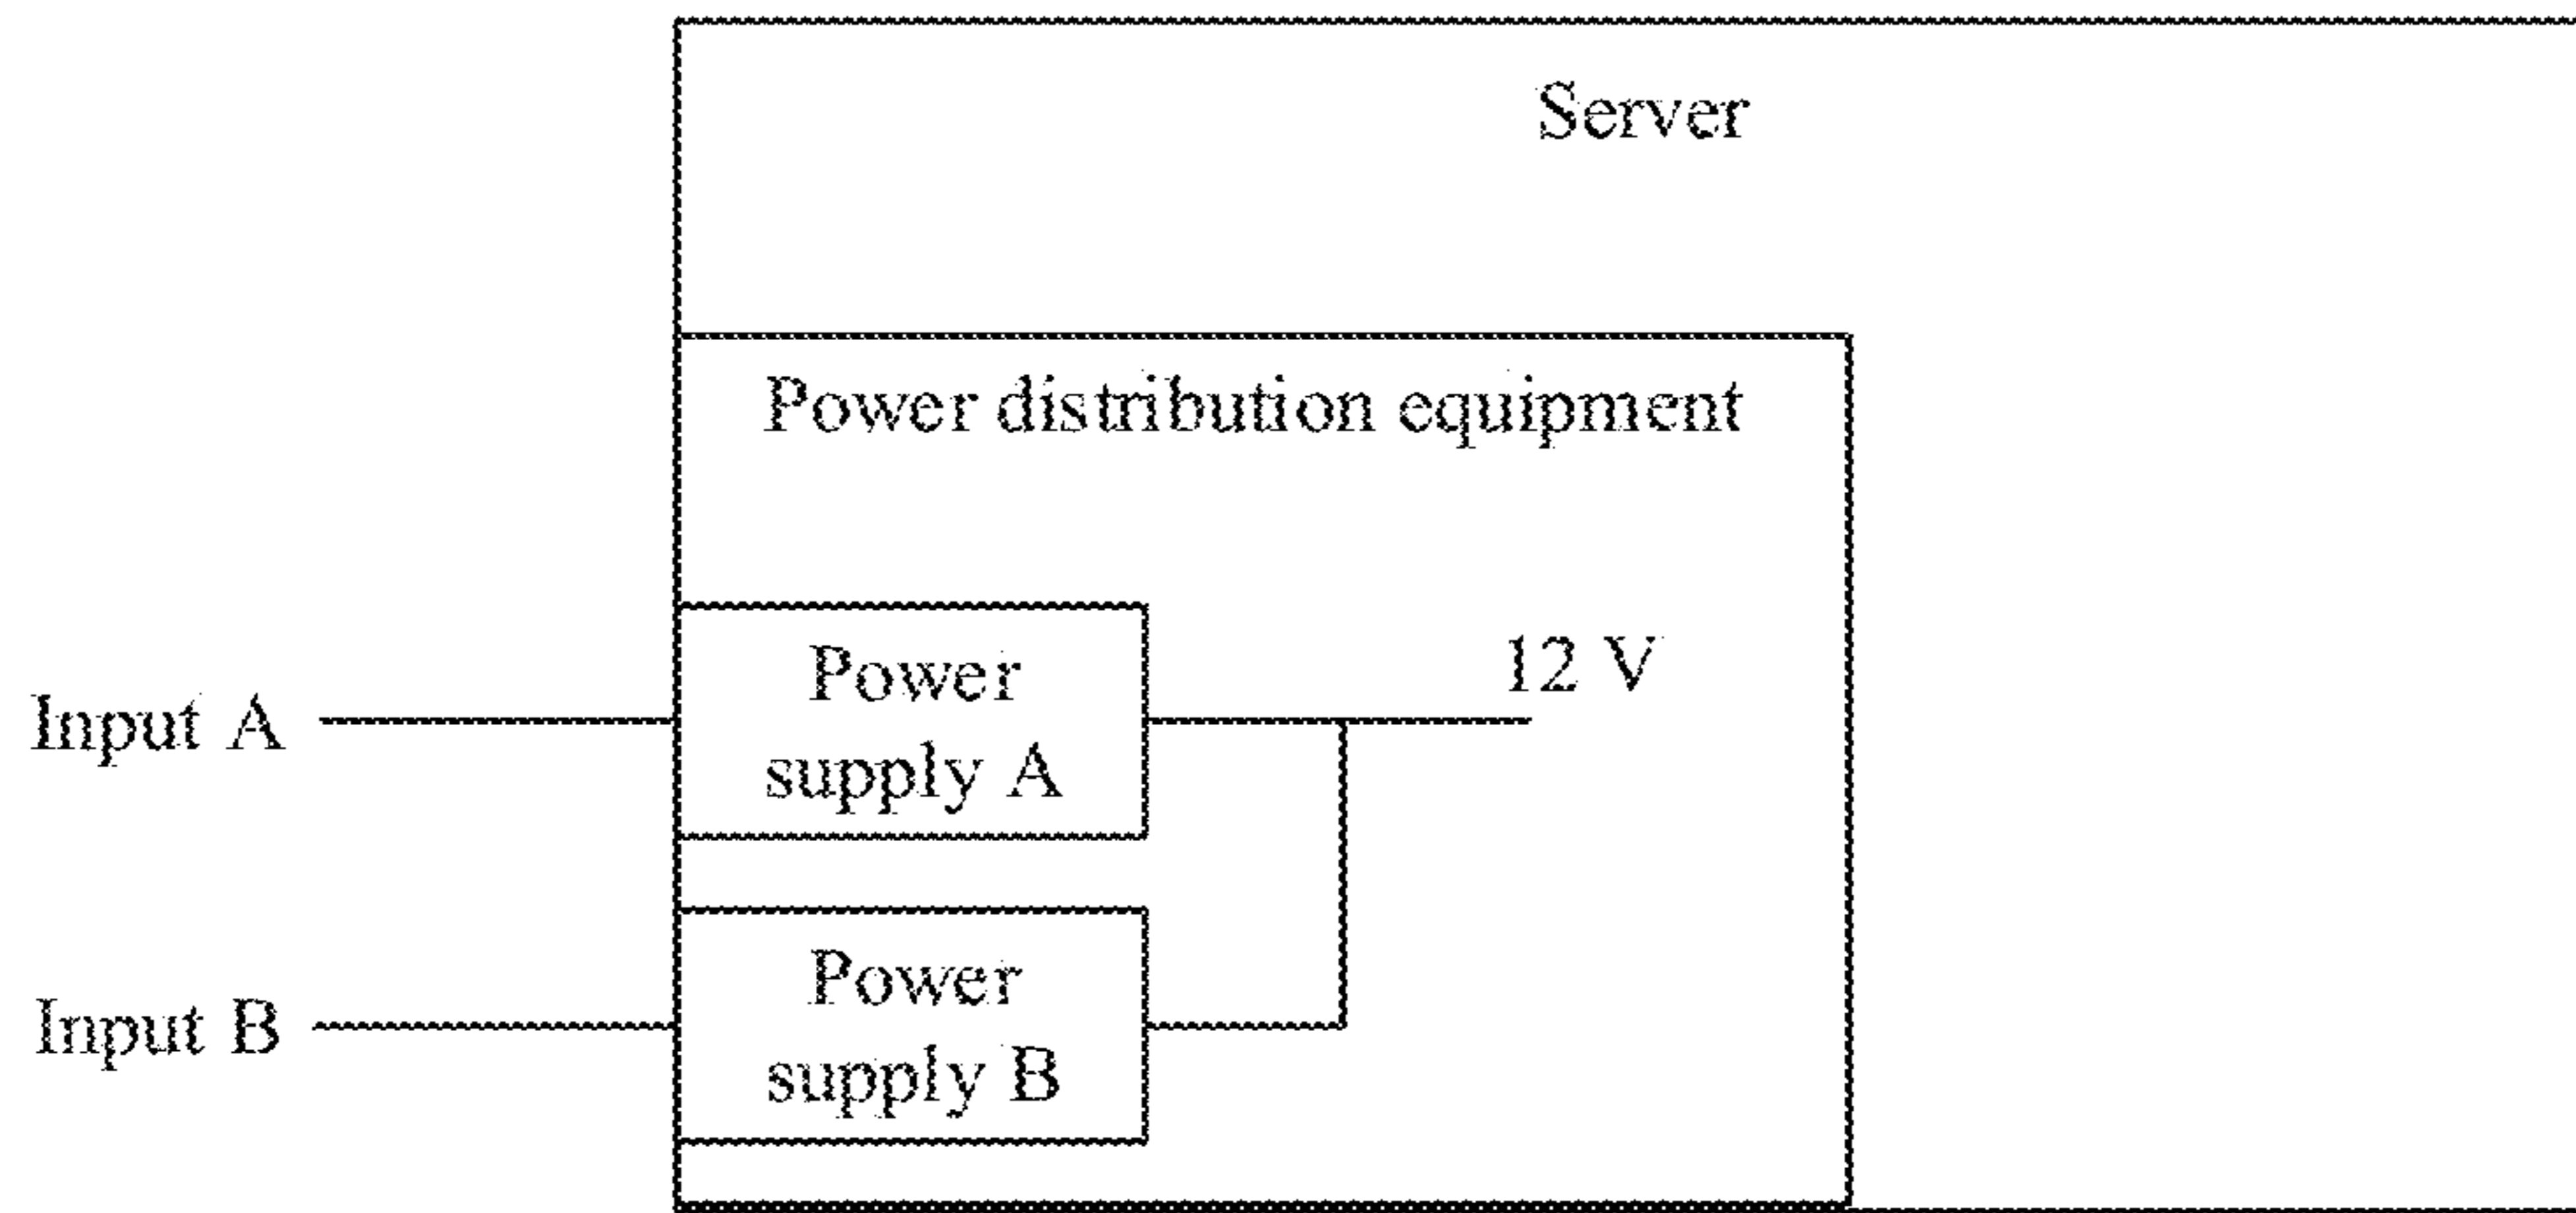 Server
Power distribution equipment
Power
supply A
12 V
Input A
Power
supply B
Input B